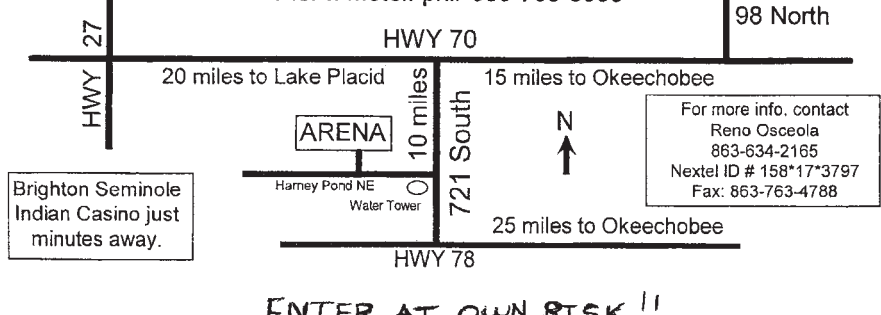 98 North
HWY 27
HWY 70
20 miles to Lake Placid
10 miles
15 miles to Okeechobee
721 South
ARENA
N
For more info. contact
Reno Osceola
863-634-2165
Nextel ID # 158*17*3797
Fax: 863-763-4788
Harney Pond NE
Water Tower
Brighton Seminole
Indian Casino just
minutes away.
25 miles to Okeechobee
HWY 78
ENTER AT OWN RISK !!